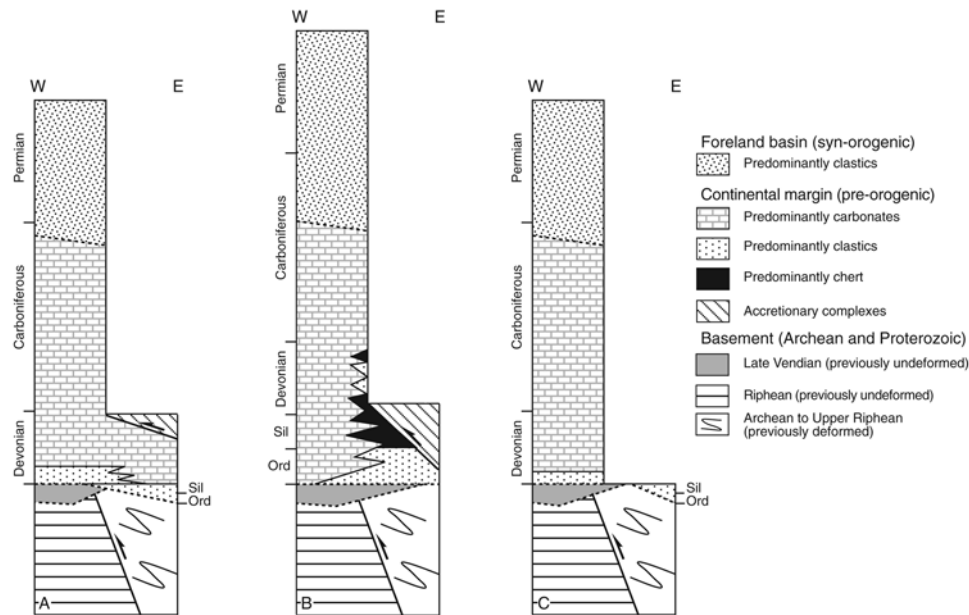 W E
Permian
Carboniferous
Devonian
Sil
Ord
A
W E
Permian
Carboniferous
Devonian
Sil
Ord
B
W E
Permian
Carboniferous
Devonian
Sil
Ord
C
Foreland basin (syn-orogenic)
Predominantly clastics
Continental margin (pre-orogenic)
Predominantly carbonates
Predominantly clastics
Predominantly chert
Accretionary complexes
Basement (Archean and Proterozoic)
Late Vendian (previously undeformed)
Riphean (previously undeformed)
Archean to Upper Riphean
(previously deformed)